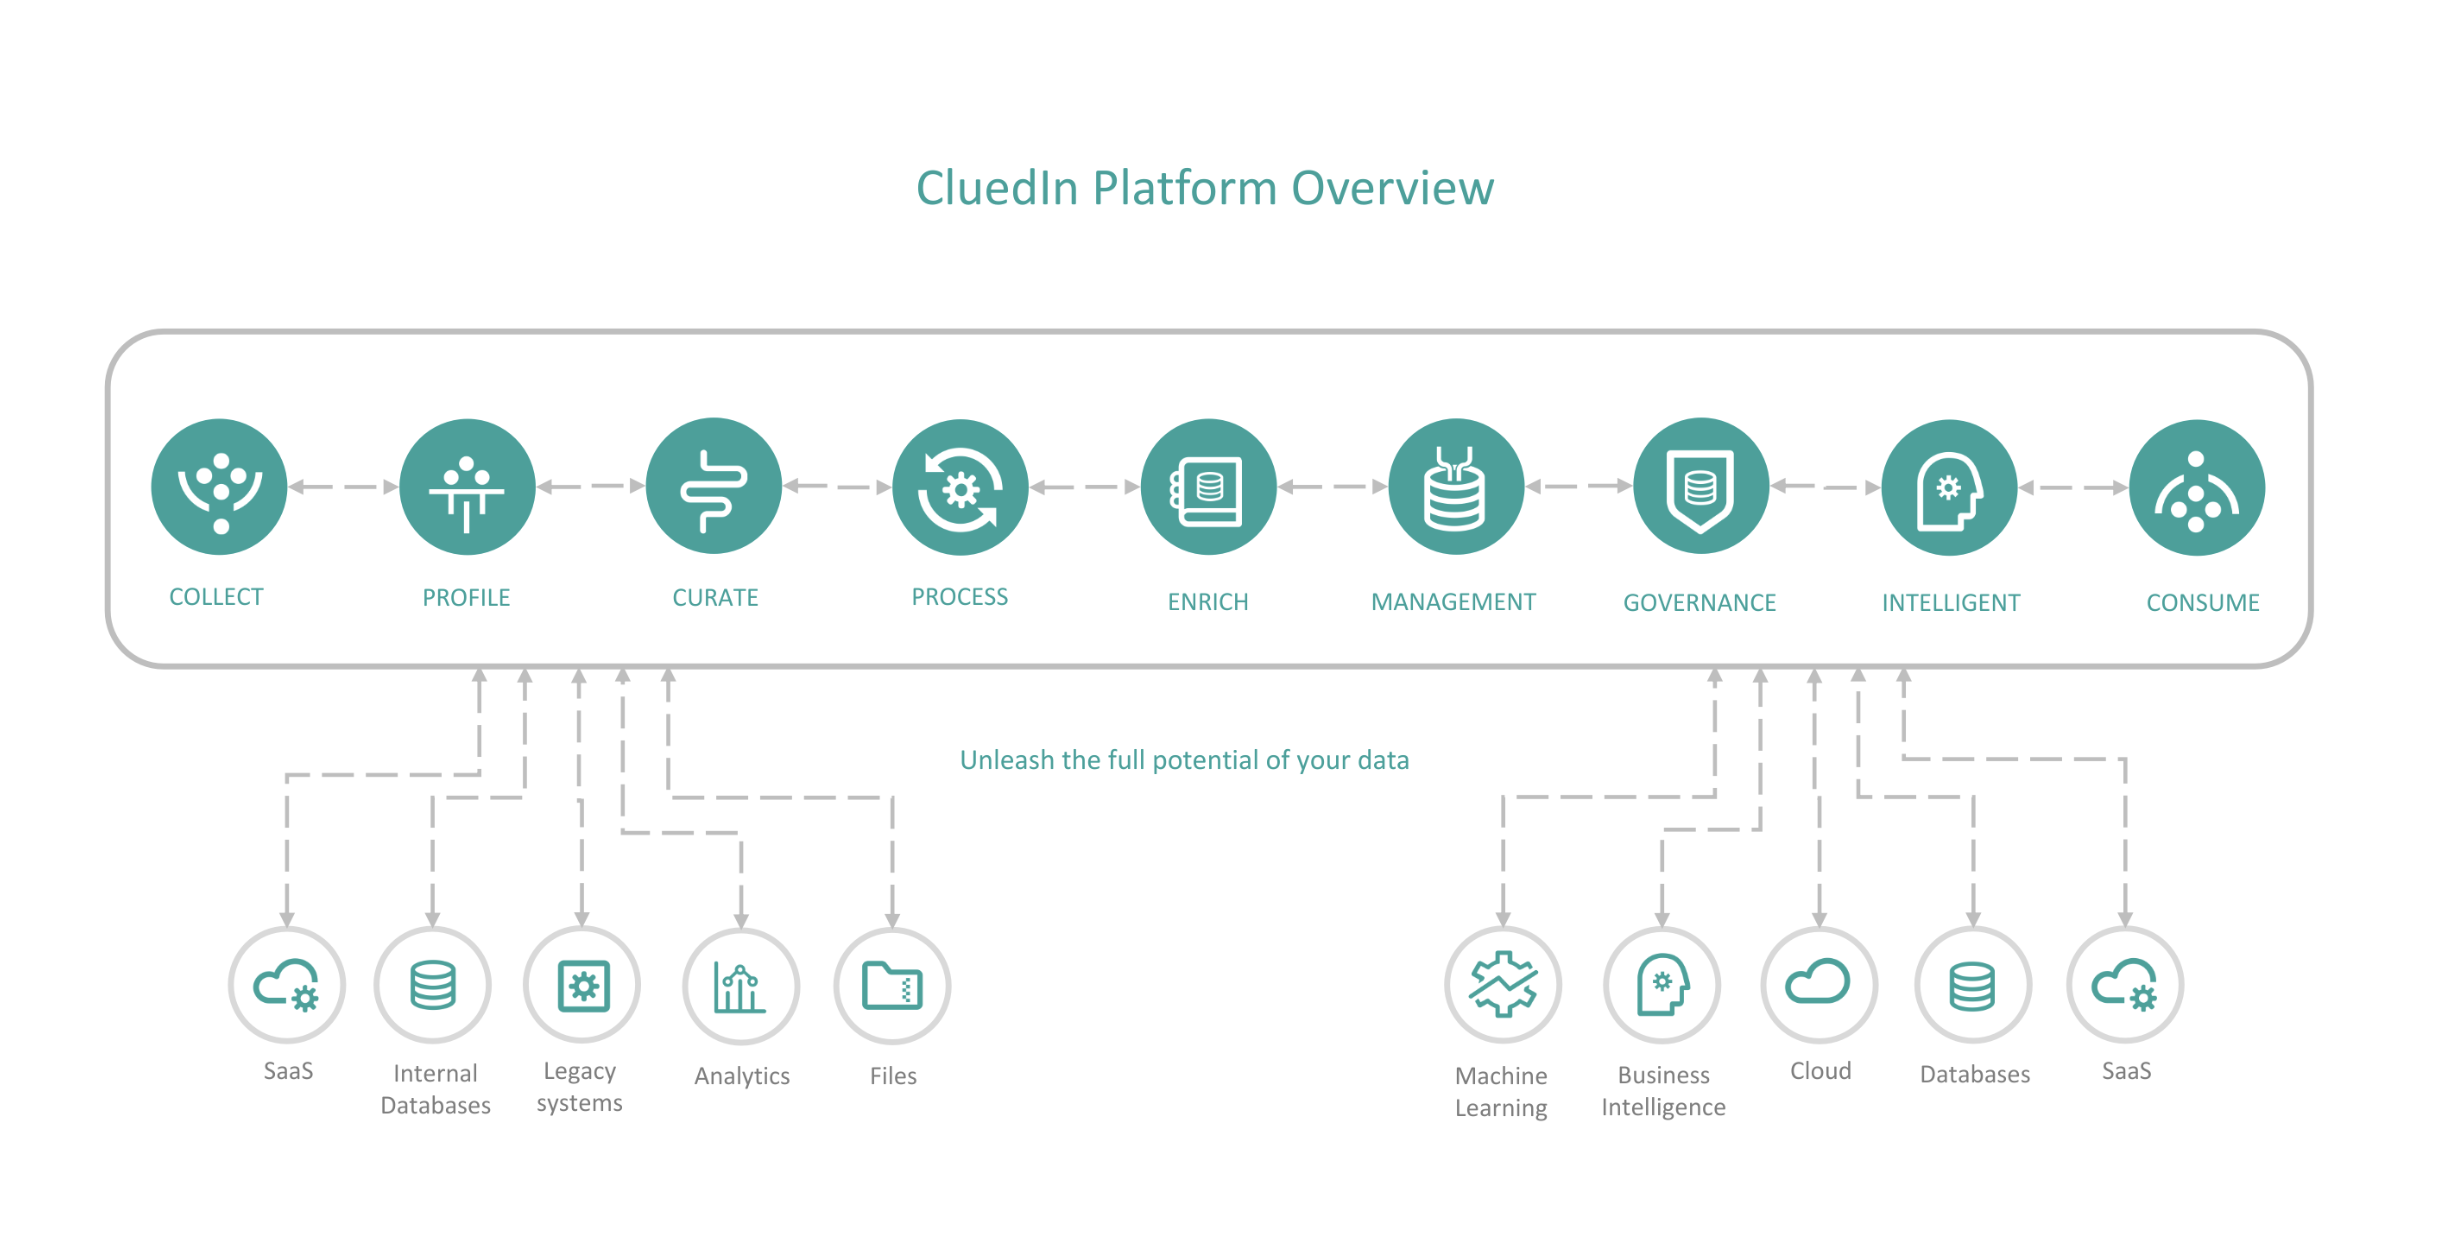 CluedIn Platform Overview
COLLECT
PROFILE
CURATE
PROCESS
ENRICH
MANAGEMENT
GOVERNANCE
INTELLIGENT
CONSUME
Unleash the full potential of your data
SaaS
Internal
Databases
Legacy
systems
Analytics
Files
Machine
Learning
Business
Intelligence
Cloud
Databases
SaaS